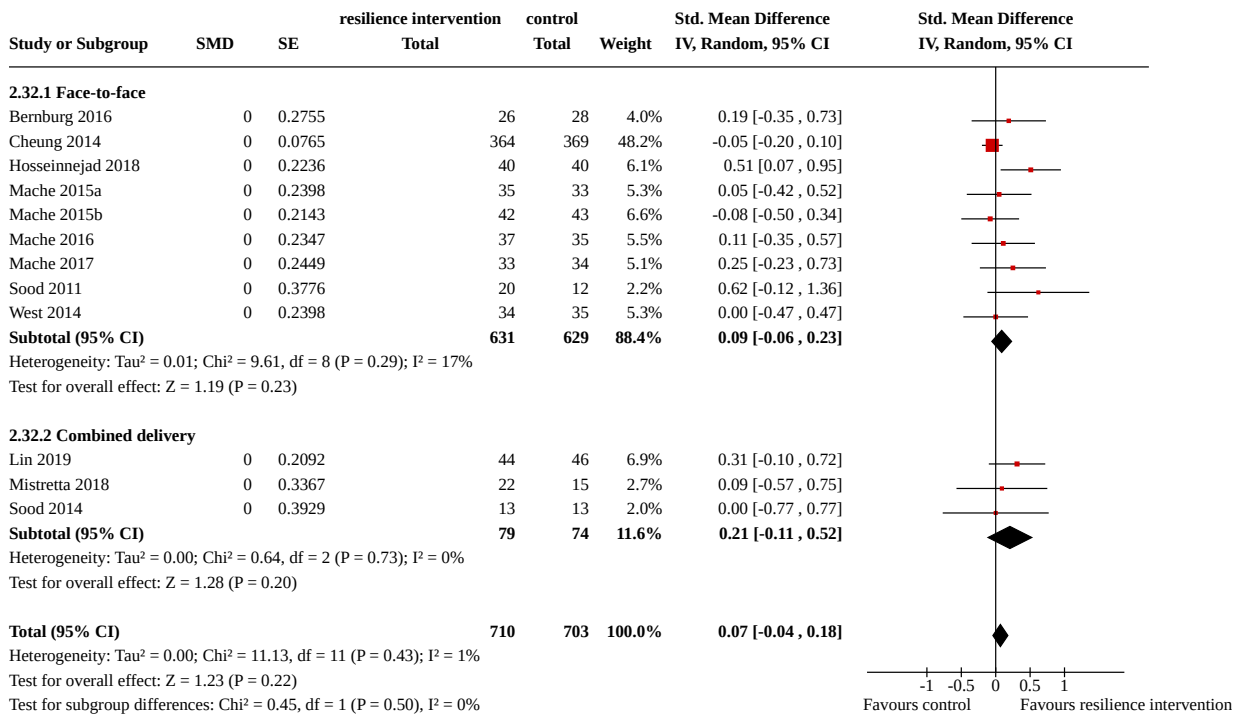 resilience intervention control Std. Mean Difference Std. Mean Difference
Study or Subgroup SMD SE Total Total Weight IV, Random, 95% CI IV, Random, 95% CI
2.32.1 Face-to-face
Bernburg 2016 0 0.2755 26 28 4.0% 0.19 [-0.35 , 0.73]
Cheung 2014 0 0.0765 364 369 48.2% -0.05 [-0.20 , 0.10]
Hosseinnejad 2018 0 0.2236 40 40 6.1% 0.51 [0.07 , 0.95]
Mache 2015a 0 0.2398 35 33 5.3% 0.05 [-0.42 , 0.52]
Mache 2015b 0 0.2143 42 43 6.6% -0.08 [-0.50 , 0.34]
Mache 2016 0 0.2347 37 35 5.5% 0.11 [-0.35 , 0.57]
Mache 2017 0 0.2449 33 34 5.1% 0.25 [-0.23 , 0.73]
Sood 2011 0 0.3776 20 12 2.2% 0.62 [-0.12 , 1.36]
West 2014 0 0.2398 34 35 5.3% 0.00 [-0.47 , 0.47]
Subtotal (95% CI) 631 629 88.4% 0.09 [-0.06 , 0.23]
Heterogeneity: Tau² = 0.01; Chi² = 9.61, df = 8 (P = 0.29); I² = 17%
Test for overall effect: Z = 1.19 (P = 0.23)
2.32.2 Combined delivery
Lin 2019 0 0.2092 44 46 6.9% 0.31 [-0.10 , 0.72]
Mistretta 2018 0 0.3367 22 15 2.7% 0.09 [-0.57 , 0.75]
Sood 2014 0 0.3929 13 13 2.0% 0.00 [-0.77 , 0.77]
Subtotal (95% CI) 79 74 11.6% 0.21 [-0.11 , 0.52]
Heterogeneity: Tau² = 0.00; Chi² = 0.64, df = 2 (P = 0.73); I² = 0%
Test for overall effect: Z = 1.28 (P = 0.20)
Total (95% CI) 710 703 100.0% 0.07 [-0.04 , 0.18]
Heterogeneity: Tau² = 0.00; Chi² = 11.13, df = 11 (P = 0.43); I² = 1%
Test for overall effect: Z = 1.23 (P = 0.22) -1 -0.5 0 0.5 1
Test for subgroup differences: Chi² = 0.45, df = 1 (P = 0.50), I² = 0% Favours control Favours resilience intervention